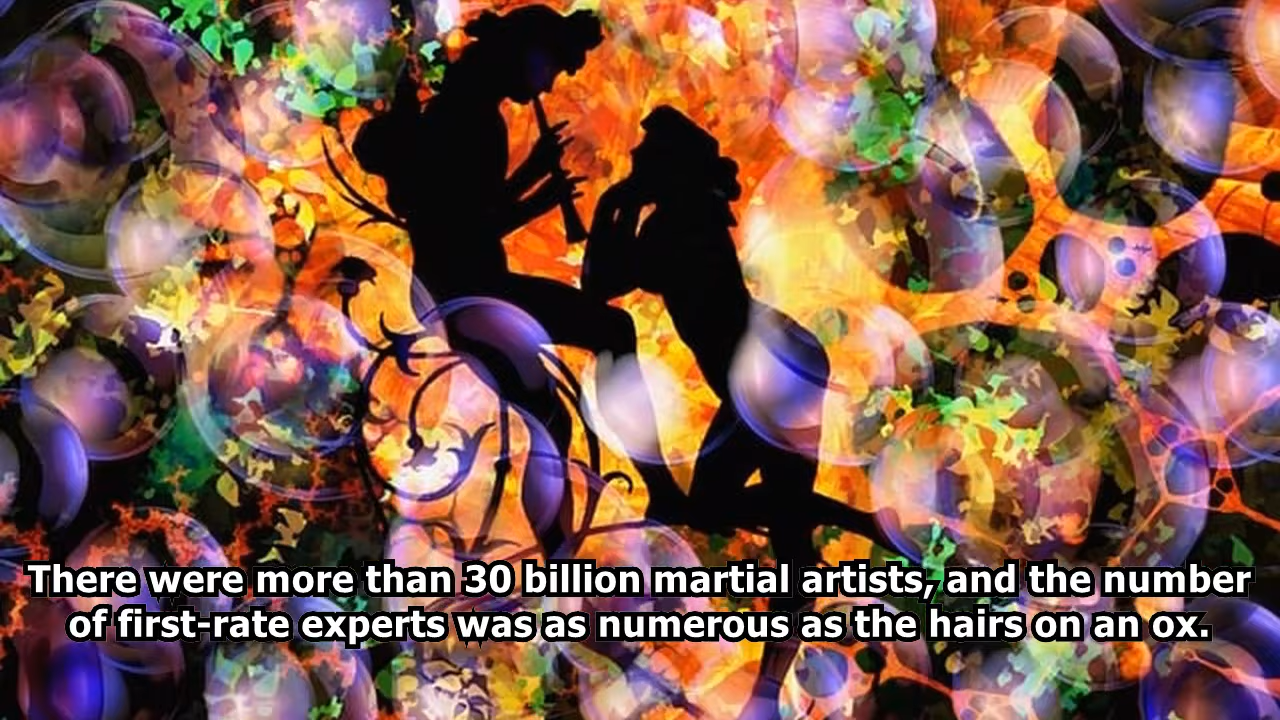 There were more than 30 billion martial artists, and the number
of first-rate experts was as numerous as the hairs on an ox.